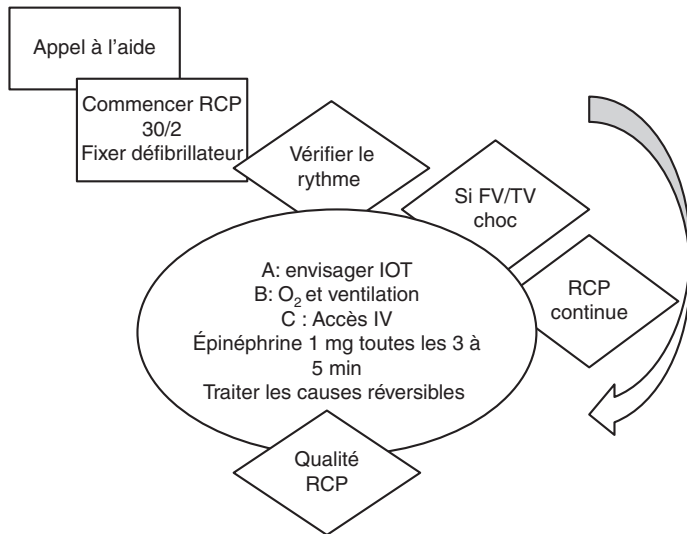 Appel à l'aide
Commencer RCP
30/2
Fixer défibrillateur
Vérifier le
rythme
Si FV/TV
choc
RCP
continue
A: envisager IOT
B: O₂ et ventilation
C : Accès IV
Épinéphrine 1 mg toutes les 3 à
5 min
Traiter les causes réversibles
Qualité
RCP